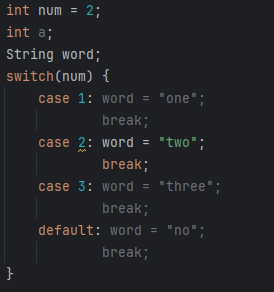 int num = 2;
int a;
String word;
switch(num) {
    case 1: word = "one";
            break;
    case 2: word = "two";
            break;
    case 3: word = "three";
            break;
    default: word = "no";
            break;
}